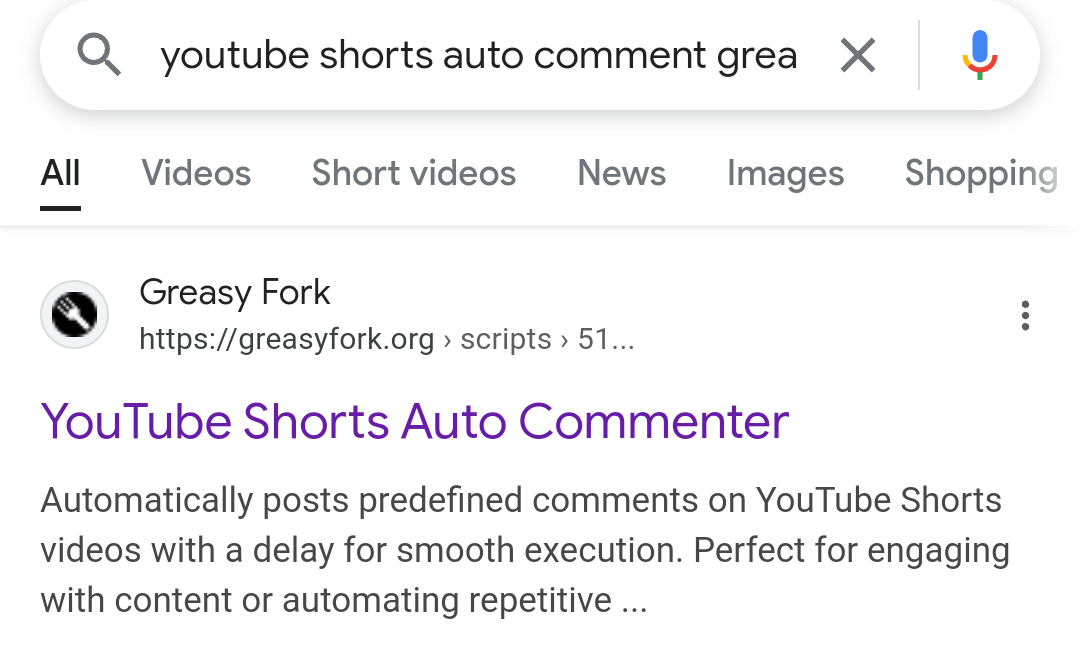 youtube shorts auto comment grea
All Videos Short videos News Images Shopping
Greasy Fork
https://greasyfork.org › scripts › 51...
YouTube Shorts Auto Commenter
Automatically posts predefined comments on YouTube Shorts
videos with a delay for smooth execution. Perfect for engaging
with content or automating repetitive ...